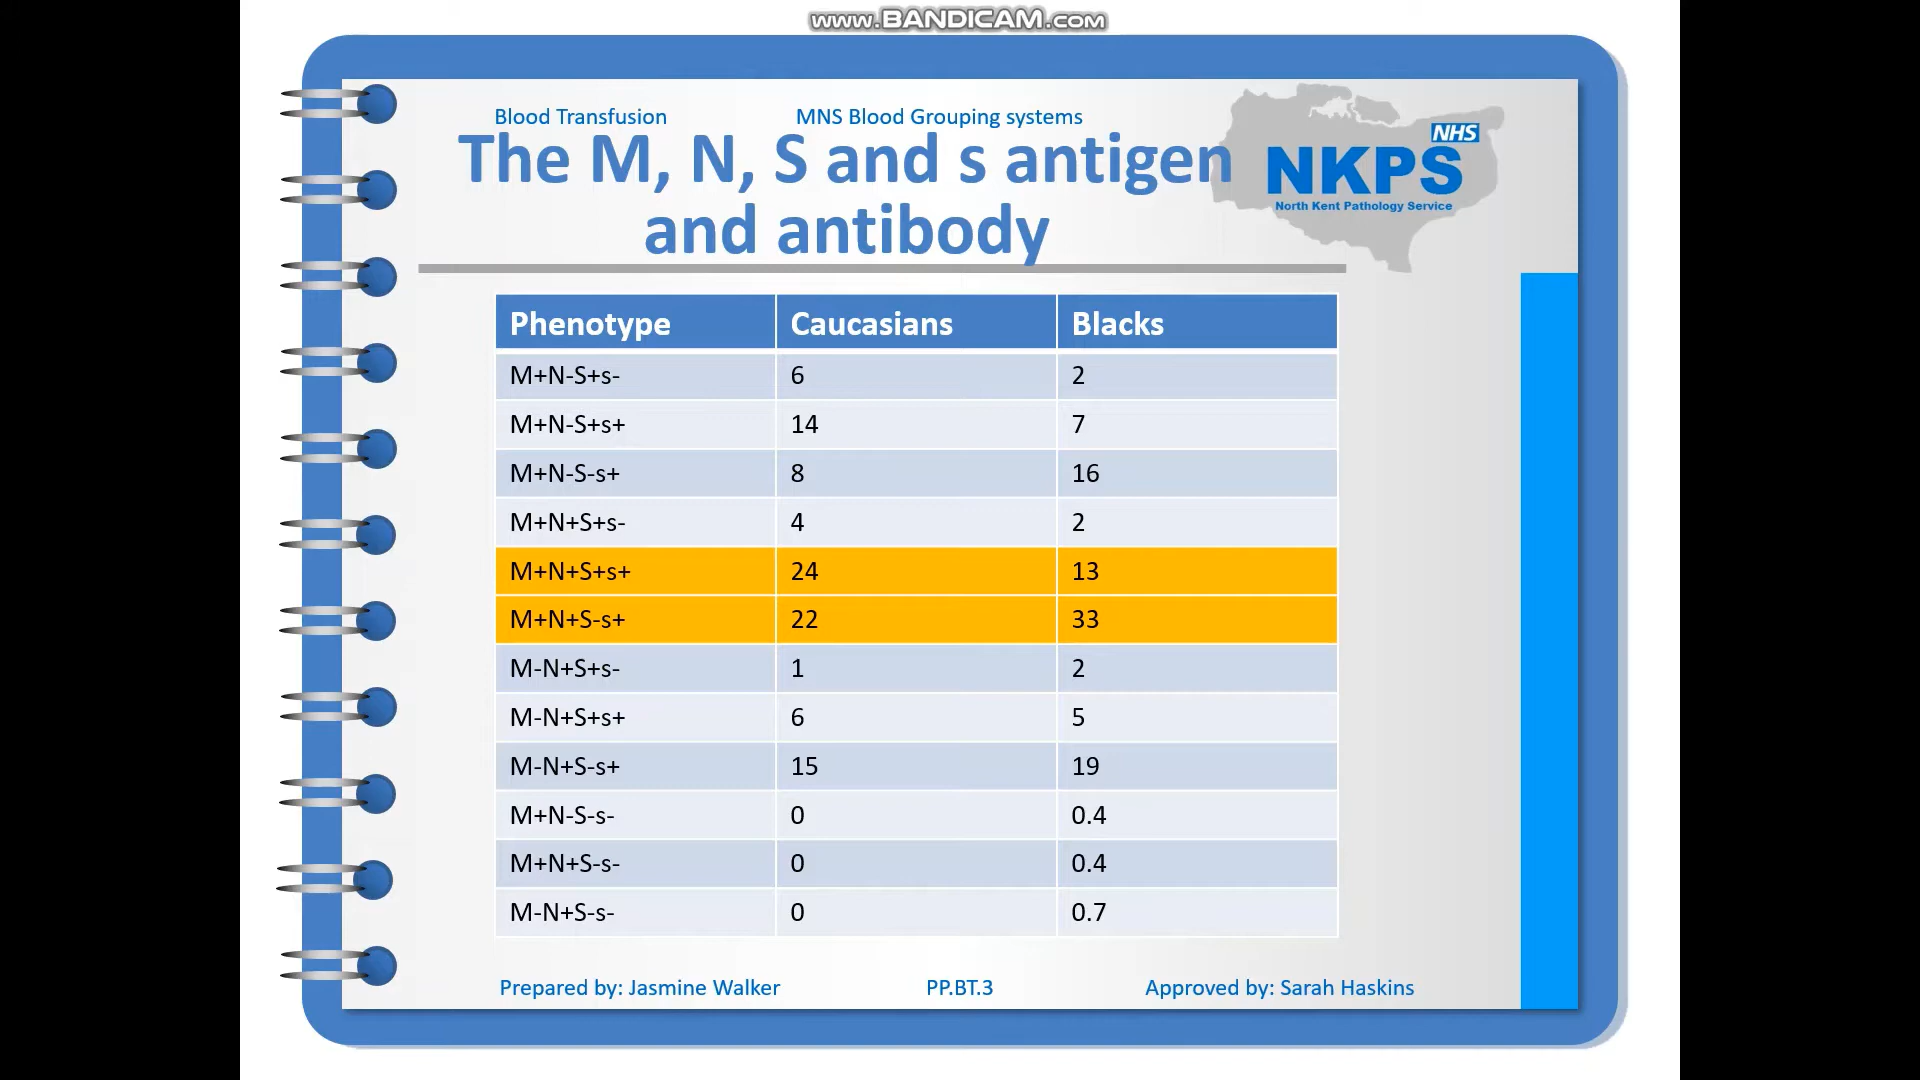 www.BANDICAM.com
Blood Transfusion
MNS Blood Grouping systems
The M, N, S and s antigen
and antibody
NHS
NKPS
North Kent Pathology Service
Phenotype Caucasians Blacks
M+N-S+s- 6 2
M+N-S+s+ 14 7
M+N-S-s+ 8 16
M+N+S+s- 4 2
M+N+S+s+ 24 13
M+N+S-s+ 22 33
M-N+S+s- 1 2
M-N+S+s+ 6 5
M-N+S-s+ 15 19
M+N-S-s- 0 0.4
M+N+S-s- 0 0.4
M-N+S-s- 0 0.7
Prepared by: Jasmine Walker PP.BT.3 Approved by: Sarah Haskins